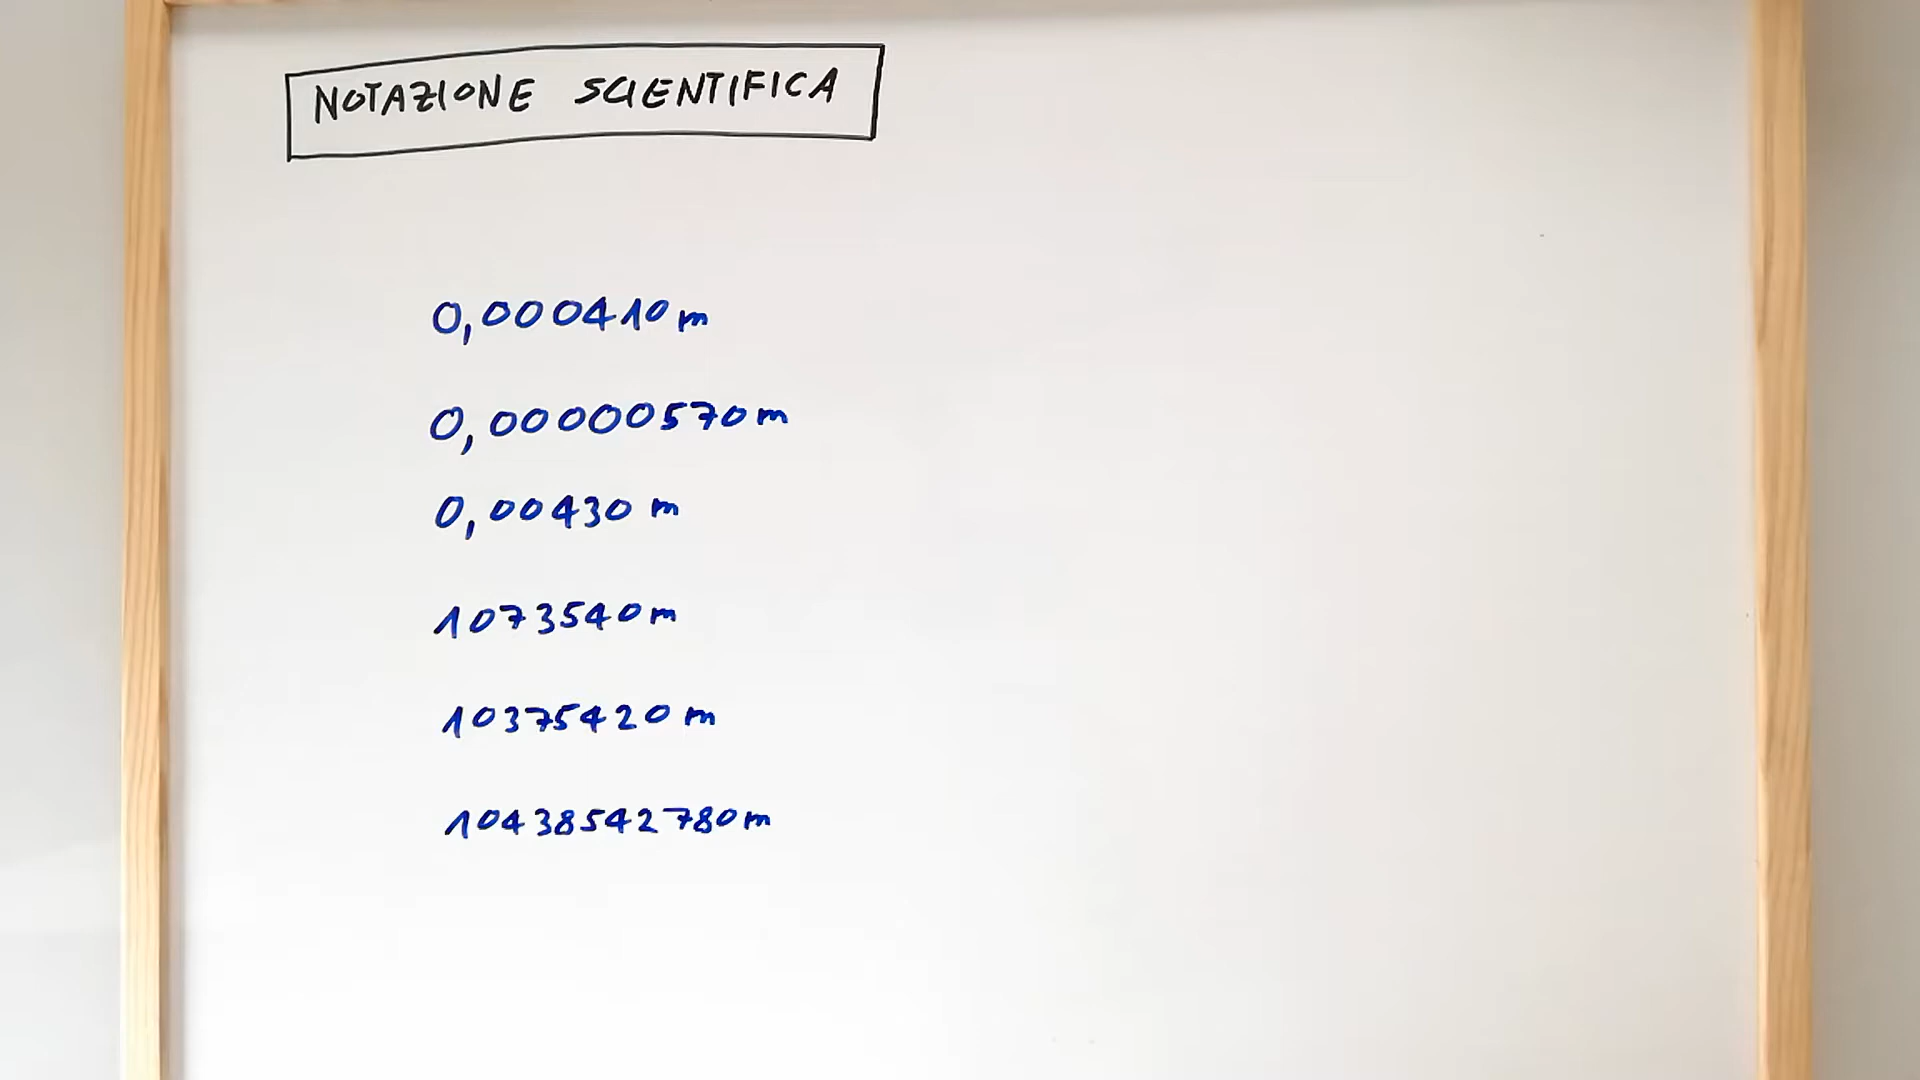 NOTAZIONE SCIENTIFICA
0,000410 m
0,00000570 m
0,00430 m
1073540 m
10375420 m
10438542780 m